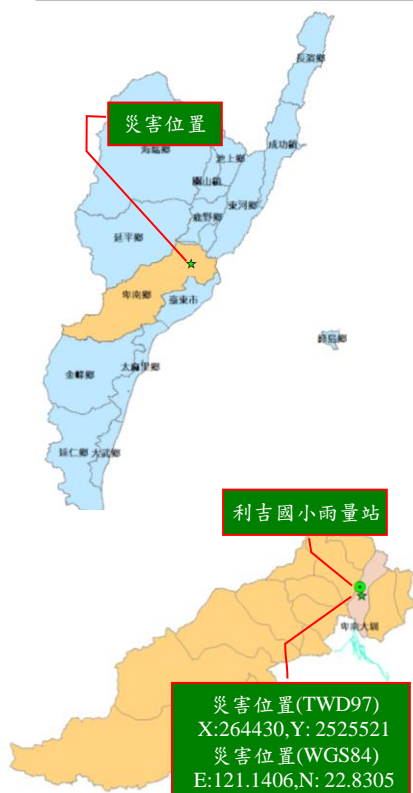 長濱鄉
災害位置
海端鄉
池上鄉
成功鎮
關山鎮
東河鄉
鹿野鄉
延平鄉
卑南鄉
臺東市
綠島鄉
金峰鄉
太麻里鄉
達仁鄉
大武鄉
利吉國小雨量站
卑南大圳
災害位置(TWD97)
X:264430,Y: 2525521
災害位置(WGS84)
E:121.1406,N: 22.8305